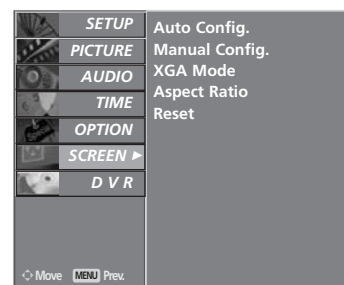 SETUP
PICTURE
AUDIO
TIME
OPTION
SCREEN ►
D V R
Auto Config.
Manual Config.
XGA Mode
Aspect Ratio
Reset
Move MENU Prev.